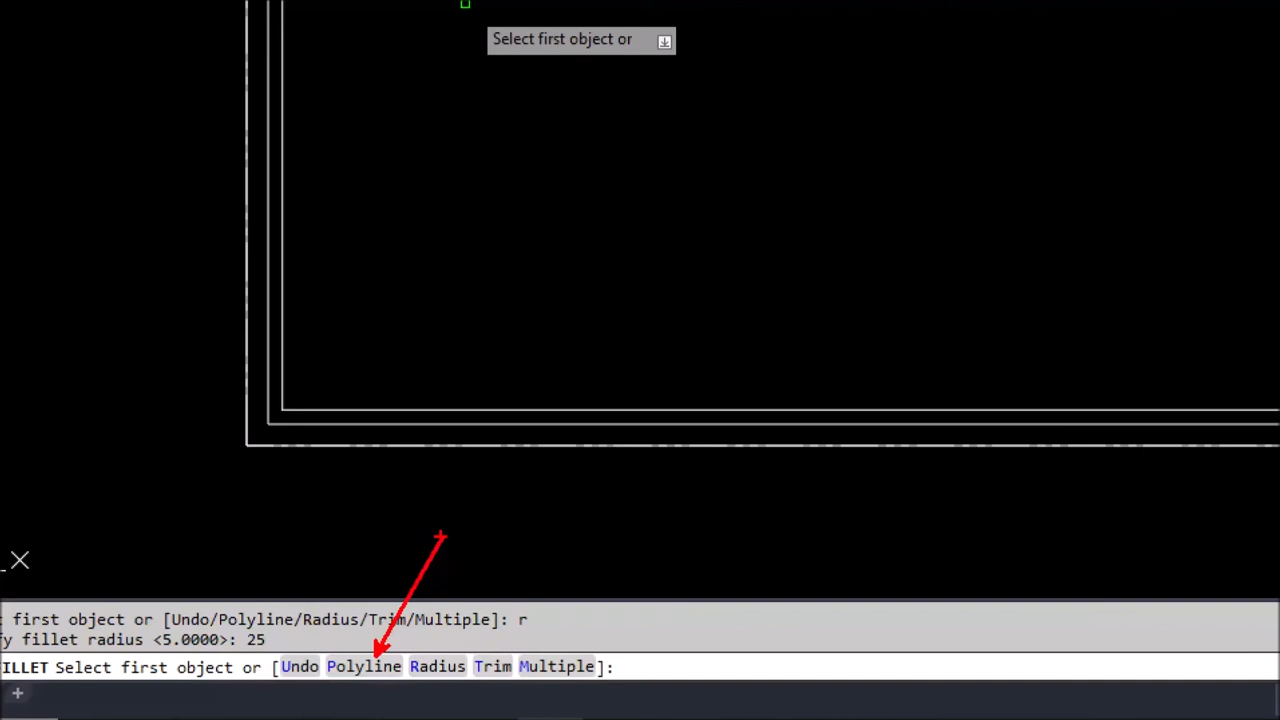 Select first object or
first object or [Undo/Polyline/Radius/Trim/Multiple]: r
fy fillet radius <5.0000>: 25
ILLET Select first object or [Undo Polyline Radius Trim Multiple]: